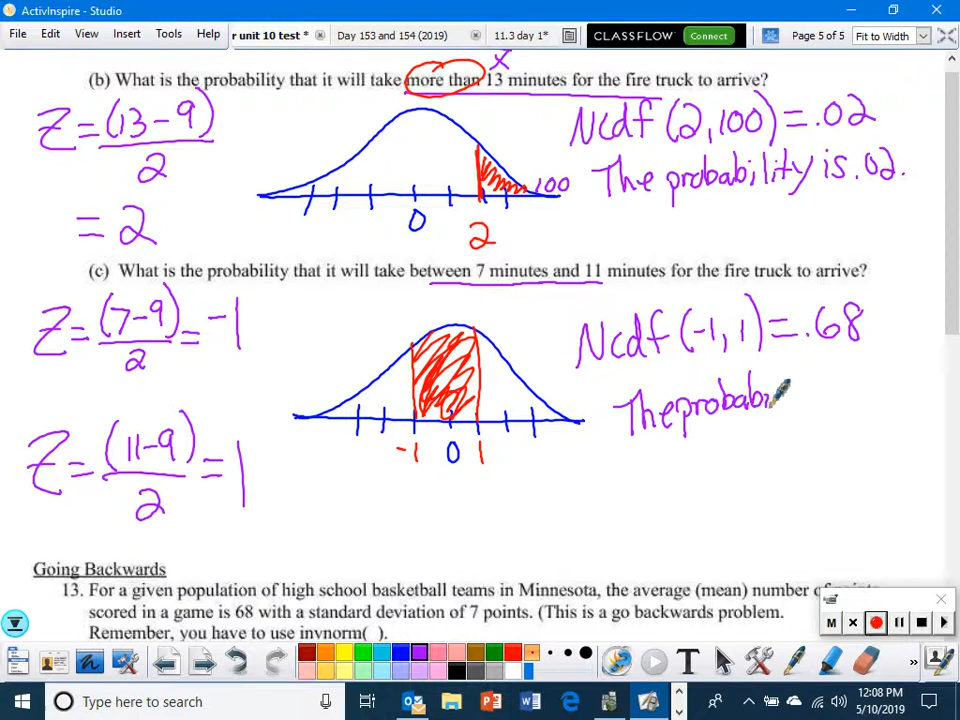 ActivInspire
File Edit View Insert Tools Help
r unit 10 test * Day 153 and 154 (2019) 11.3 day 1* CLASSFLOW Connect Page 5 of 5 Fit to Width
x
(b) What is the probability that it will take more than 13 minutes for the fire truck to arrive?
Z = (13-9)
2
= 2
0
2
100
Ncdf (2,100) = .02
The probability is .02.
(c) What is the probability that it will take between 7 minutes and 11 minutes for the fire truck to arrive?
Z = (7-9) = -1
2
Z = (11-9) = 1
2
-1 0 1
Ncdf (-1, 1) = .68
The probabi
Going Backwards
13. For a given population of high school basketball teams in Minnesota, the average (mean) number of points
scored in a game is 68 with a standard deviation of 7 points. (This is a go backwards problem.
Remember, you have to use invnorm( ).
M
T
Type here to search
12:08 PM
5/10/2019